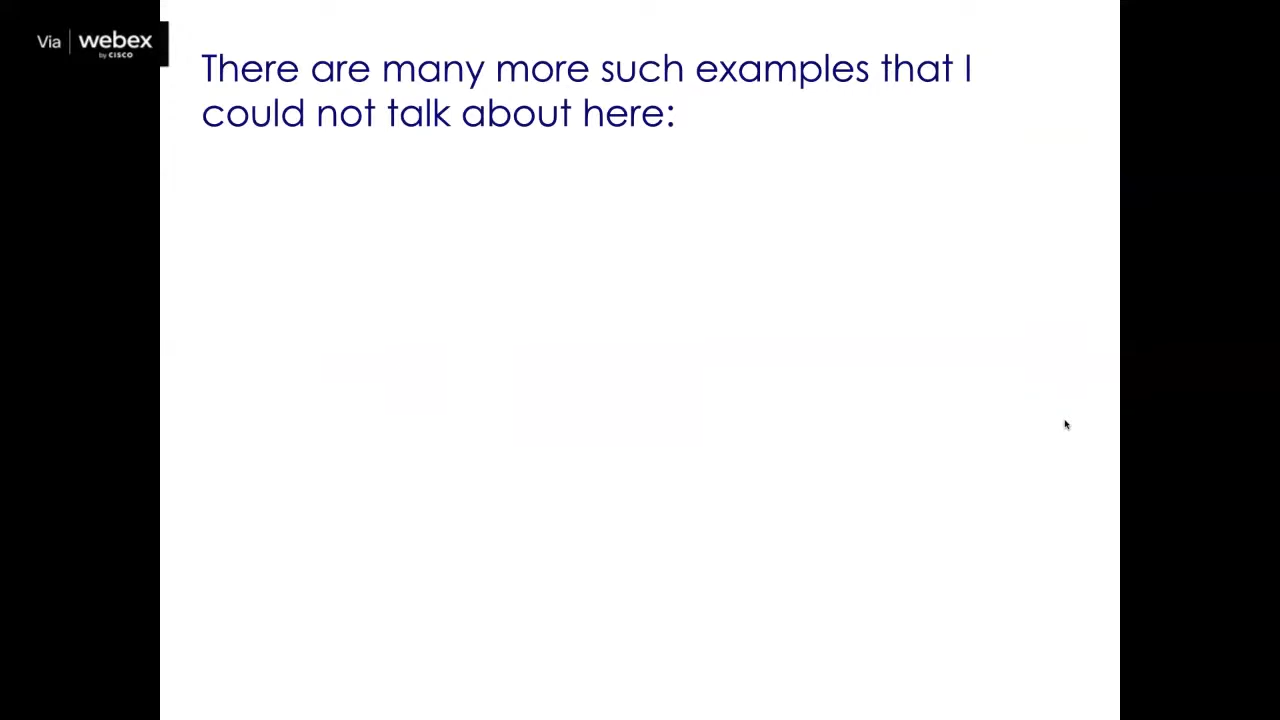 Via webex
by CISCO
There are many more such examples that I
could not talk about here: